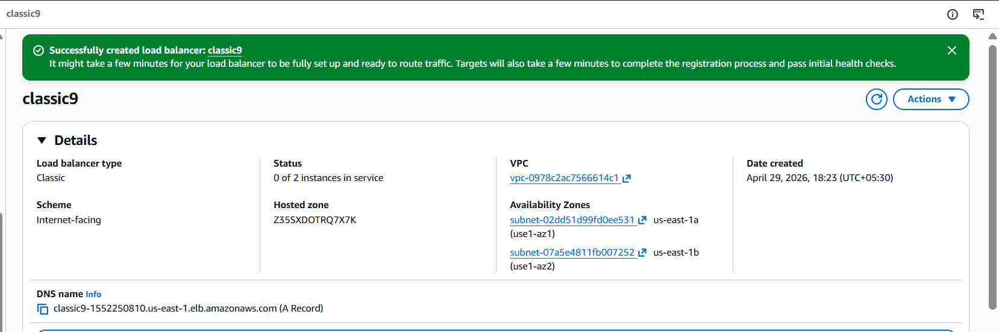 classic9
Successfully created load balancer: classic9
It might take a few minutes for your load balancer to be fully set up and ready to route traffic. Targets will also take a few minutes to complete the registration process and pass initial health checks.
classic9
Actions
Details
Load balancer type
Classic
Status
0 of 2 instances in service
VPC
vpc-0978c2ac7566614c1
Date created
April 29, 2026, 18:23 (UTC+05:30)
Scheme
Internet-facing
Hosted zone
Z35SXDOTRQ7X7K
Availability Zones
subnet-02dd51d99fd0ee531 us-east-1a
(use1-az1)
subnet-07a5e4811fb007252 us-east-1b
(use1-az2)
DNS name Info
classic9-1552250810.us-east-1.elb.amazonaws.com (A Record)